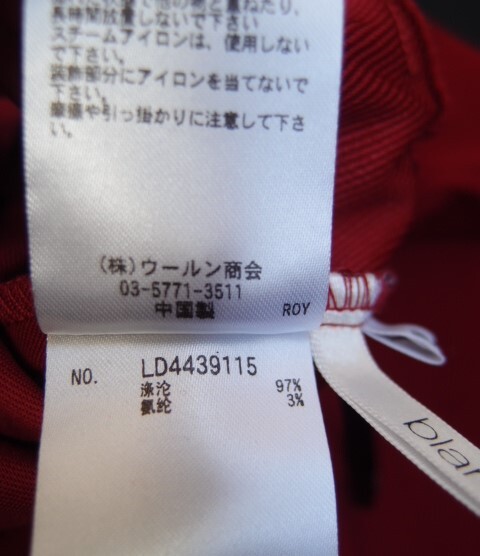 長時間放置しないで下さい
スチームアイロンは、使用しない
で下さい。
装飾部分にアイロンを当てないで
下さい。
摩擦や引っ掛かりに注意して下さ
い。
(株)ウールン商会
03-5771-3511
中国製 ROY
NO. LD4439115
涤沦 97%
氨纶 3%